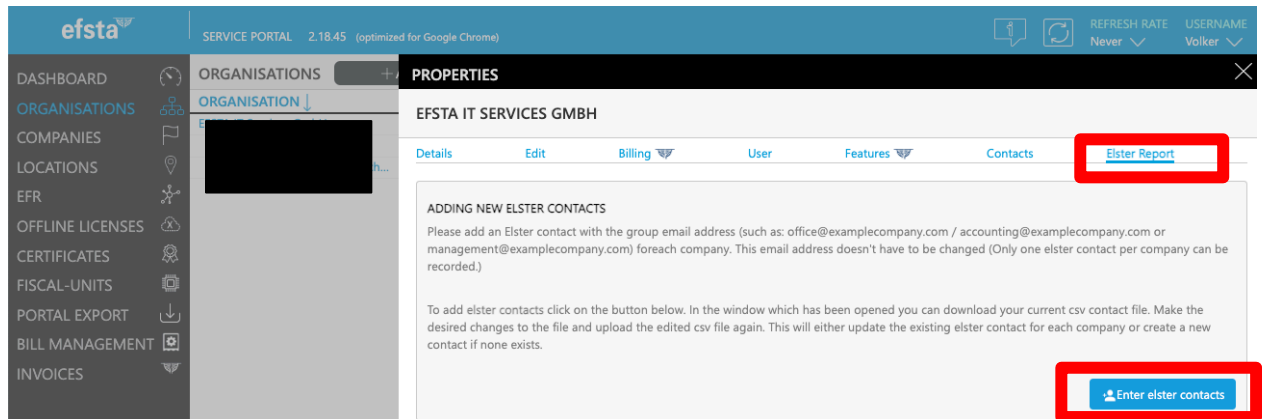 efsta
SERVICE PORTAL 2.18.45 (optimized for Google Chrome)
REFRESH RATE
Never
USERNAME
Volker
DASHBOARD
ORGANISATIONS
COMPANIES
LOCATIONS
EFR
OFFLINE LICENSES
CERTIFICATES
FISCAL-UNITS
PORTAL EXPORT
BILL MANAGEMENT
INVOICES
ORGANISATIONS
ORGANISATION
h...
PROPERTIES
EFSTA IT SERVICES GMBH
Details Edit Billing User Features Contacts Elster Report
ADDING NEW ELSTER CONTACTS
Please add an Elster contact with the group email address (such as: office@examplecompany.com / accounting@examplecompany.com or
management@examplecompany.com) foreach company. This email address doesn't have to be changed (Only one elster contact per company can be
recorded.)
To add elster contacts click on the button below. In the window which has been opened you can download your current csv contact file. Make the
desired changes to the file and upload the edited csv file again. This will either update the existing elster contact for each company or create a new
contact if none exists.
Enter elster contacts